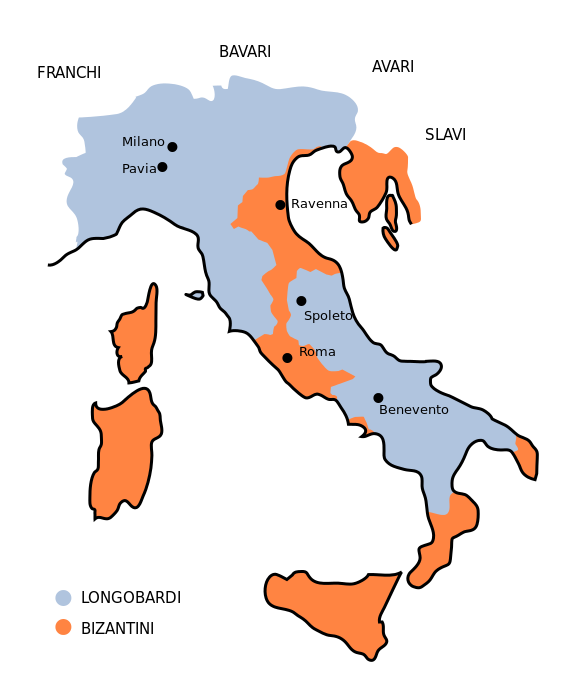 BAVARI
FRANCHI
AVARI
SLAVI
Milano
Pavia
Ravenna
Spoleto
Roma
Benevento
LONGOBARDI
BIZANTINI